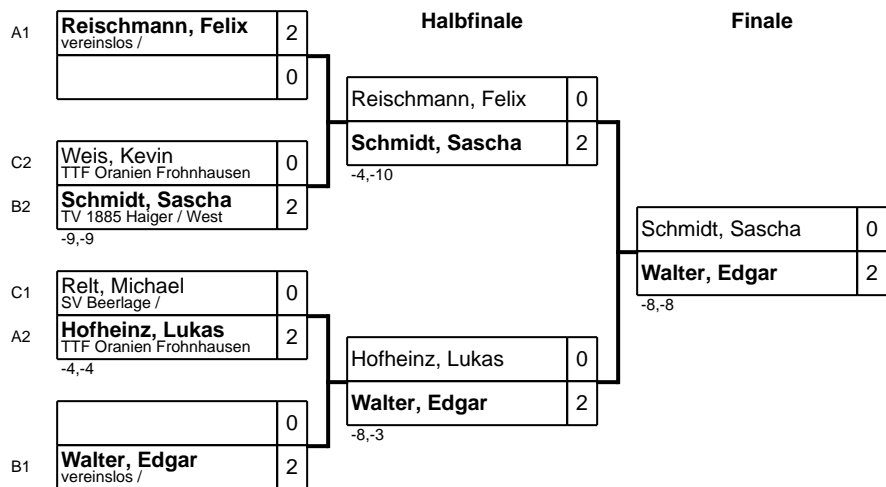 Halbfinale
Finale
A1
Reischmann, Felix
vereinslos /
2
0
C2
Weis, Kevin
TTF Oranien Frohnhausen
0
B2
Schmidt, Sascha
TV 1885 Haiger / West
2
-9,-9
C1
Relt, Michael
SV Beerlage /
0
A2
Hofheinz, Lukas
TTF Oranien Frohnhausen
2
-4,-4
0
B1
Walter, Edgar
vereinslos /
2
Reischmann, Felix
0
Schmidt, Sascha
2
-4,-10
Hofheinz, Lukas
0
Walter, Edgar
2
-8,-3
Schmidt, Sascha
0
Walter, Edgar
2
-8,-8